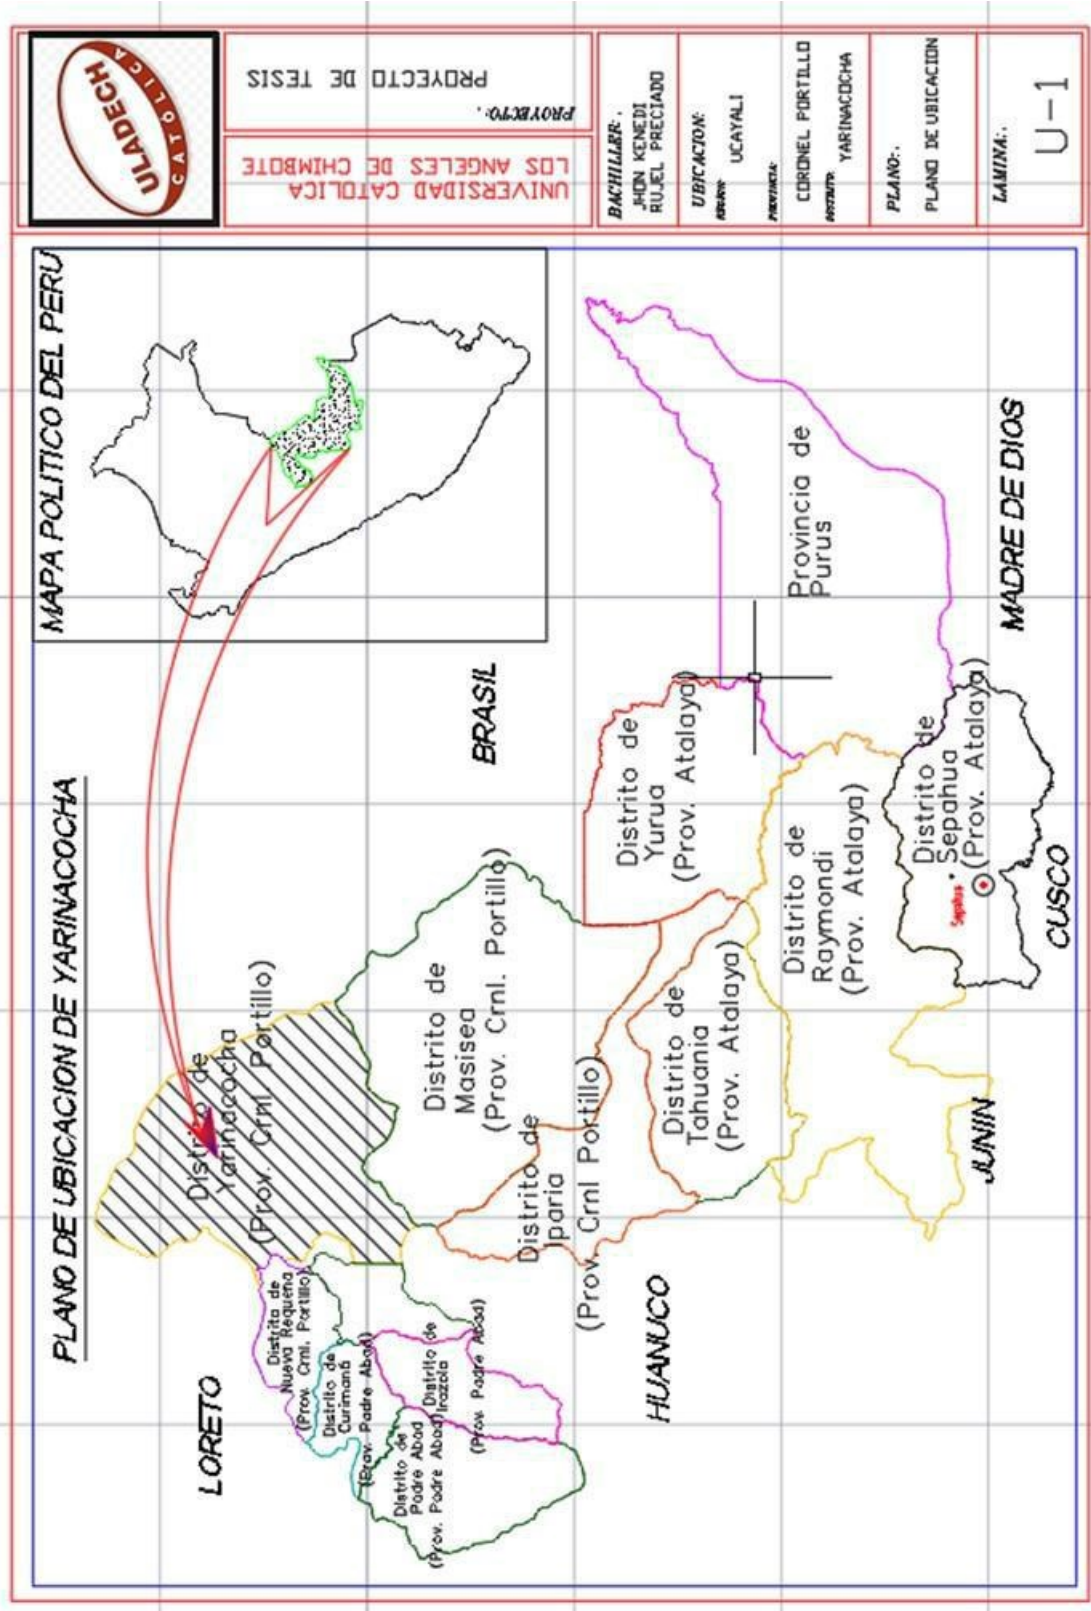 PLANO DE UBICACION DE YARINACOCHA
MAPA POLITICO DEL PERU
LORETO
BRASIL
HUANUCO
JUNIN
CUSCO
MADRE DE DIOS
Distrito de
Yarinacocha
(Prov. Crnl. Portillo)
Distrito de
Nueva Requena
(Prov. Crnl. Portillo)
Distrito de
Curimaná
(Prov. Padre Abad)
Distrito de
Padre Abad
(Prov. Padre Abad)
Distrito de
Irazola
(Prov. Padre Abad)
Distrito de
Masisea
(Prov. Crnl. Portillo)
Distrito de
Iparia
(Prov. Crnl Portillo)
Distrito de
Tahuania
(Prov. Atalaya)
Distrito de
Yurua
(Prov. Atalaya)
Distrito de
Raymondi
(Prov. Atalaya)
Distrito de
Sepahua
(Prov. Atalaya)
Sepahua
Provincia de
Purus
ULADECH
CATÓLICA
UNIVERSIDAD CATOLICA
LOS ANGELES DE CHIMBOTE
PROYECTO:.
PROYECTO DE TESIS
BACHILLER:.
JHON KENEDI
RUJEL PRECIADO
UBICACION:
REGION:
UCAYALI
PROVINCIA:
CORONEL PORTILLO
DISTRITO:
YARINACOCHA
PLANO:.
PLANO DE UBICACION
LAMINA:.
U-1